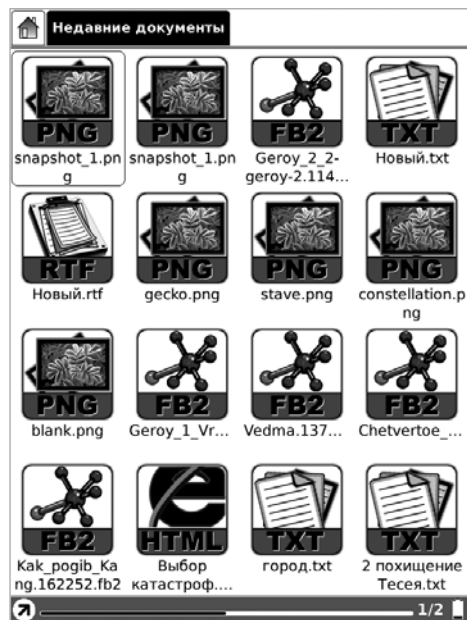 Недавние документы
PNG PNG FB2 TXT
snapshot_1.pn snapshot_1.pn Geroy_2_2- Новый.txt
g g geroy-2.114...
RTF PNG PNG PNG
Новый.rtf gecko.png stave.png constellation.p
ng
PNG FB2 FB2 FB2
blank.png Geroy_1_Vr... Vedma.137... Chetvertoe_...
FB2 HTML TXT TXT
Kak_pogib_Ka Выбор город.txt 2 похищение
ng.162252.fb2 катастроф.... Тесея.txt
1/2